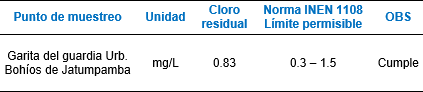 Punto de muestreo Unidad Cloro residual Norma INEN 1108 Límite permisible OBS
Garita del guardia Urb. Bohíos de Jatumpamba mg/L 0.83 0.3 – 1.5 Cumple